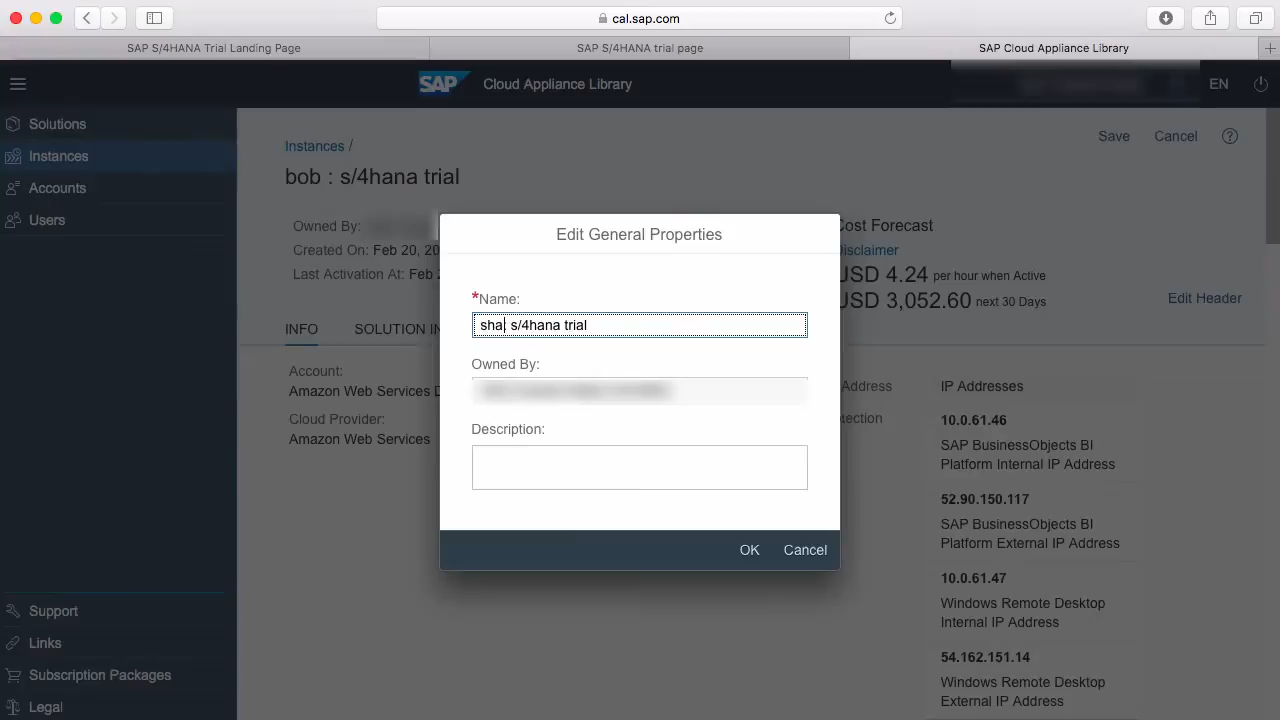 cal.sap.com
SAP S/4HANA Trial Landing Page
SAP S/4HANA trial page
SAP Cloud Appliance Library
SAP Cloud Appliance Library
EN
Solutions
Instances
Accounts
Users
Support
Links
Subscription Packages
Legal
Instances /
Save Cancel ?
bob : s/4hana trial
Owned By:
Created On: Feb 20, 20
Last Activation At: Feb 2
Cost Forecast
Disclaimer
USD 4.24 per hour when Active
USD 3,052.60 next 30 Days
Edit Header
INFO SOLUTION IN
Account:
Amazon Web Services D
Cloud Provider:
Amazon Web Services
Edit General Properties
*Name:
sha s/4hana trial
Owned By:
Description:
OK Cancel
Address
tection
IP Addresses
10.0.61.46
SAP BusinessObjects BI
Platform Internal IP Address
52.90.150.117
SAP BusinessObjects BI
Platform External IP Address
10.0.61.47
Windows Remote Desktop
Internal IP Address
54.162.151.14
Windows Remote Desktop
External IP Address